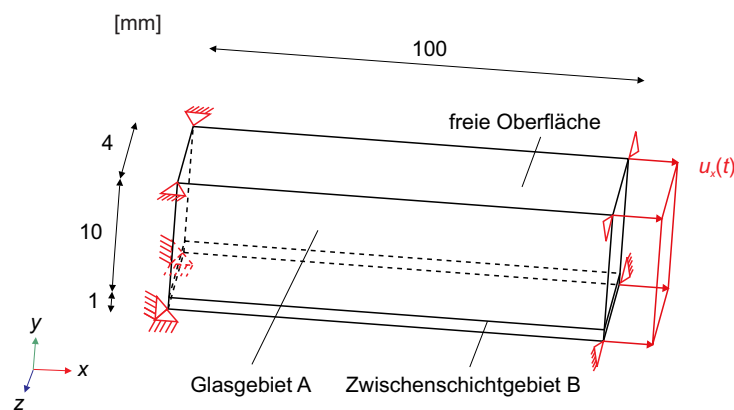 [mm]
100
freie Oberfläche
4
u_x(t)
10
1
y
x
z
Glasgebiet A
Zwischenschichtgebiet B